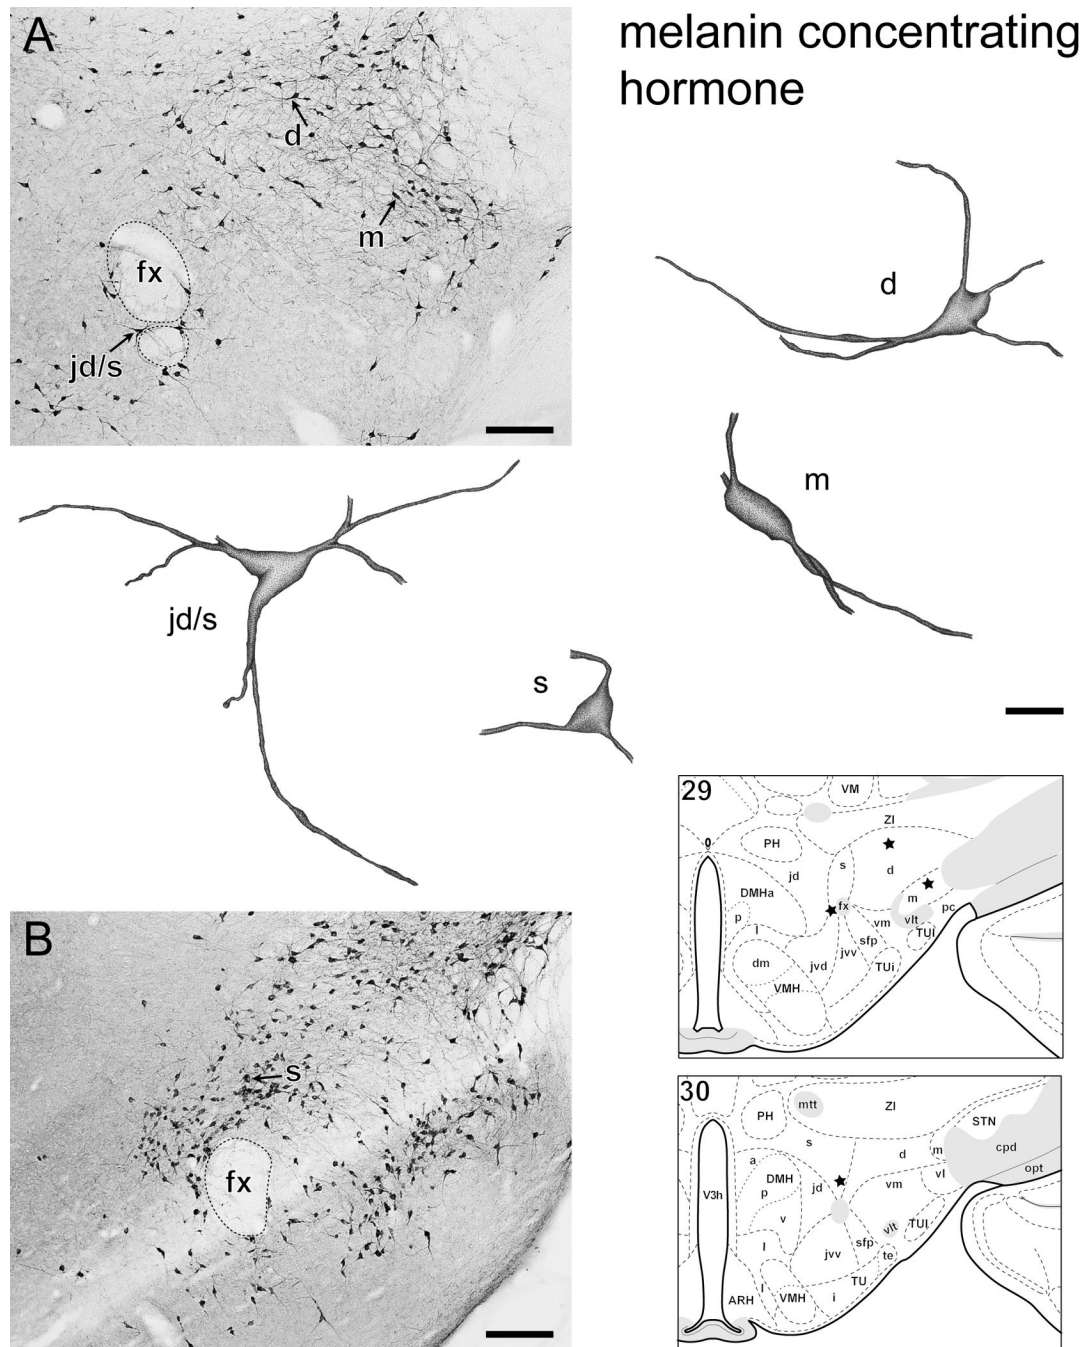 A
melanin concentrating
hormone
d
m
fx
jd/s
d
m
jd/s
s
29
VM
ZI
PH
s
d
jd
DMHa
m
fx
p
pc
vlt
vm
TUl
l
sfp
jvv
dm
jvd
TUi
VMH
B
s
fx
30
mtt
ZI
PH
STN
s
cpd
a
d
m
opt
DMH
jd
vm
vl
p
V3h
v
vlt
TUl
l
sfp
jvv
te
TU
ARH
l
VMH
i